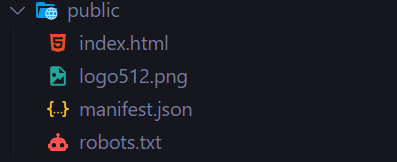 public
index.html
logo512.png
manifest.json
robots.txt